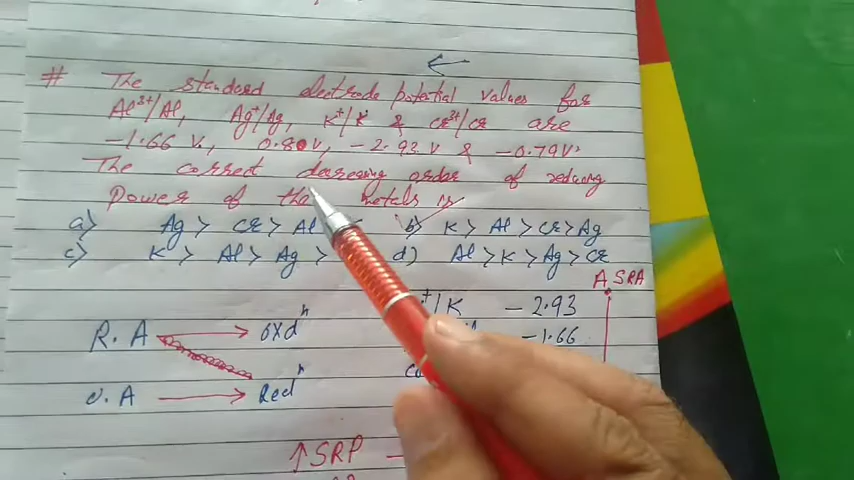 # The standard electrode potential values for
Al³⁺/Al, Ag⁺/Ag, K⁺/K & Cr³⁺/Cr are
-1.66 V, 0.80 V, -2.93 V & -0.79 V.
The correct decreasing order of reducing
Power of the metals is
a) Ag > Cr > Al b) K > Al > Cr > Ag
c) K > Al > Ag > d) Al > K > Ag > Cr
A SRA
⁺/K -2.93
R.A → oxdⁿ -1.66
O.A → Redⁿ
↑ SRP